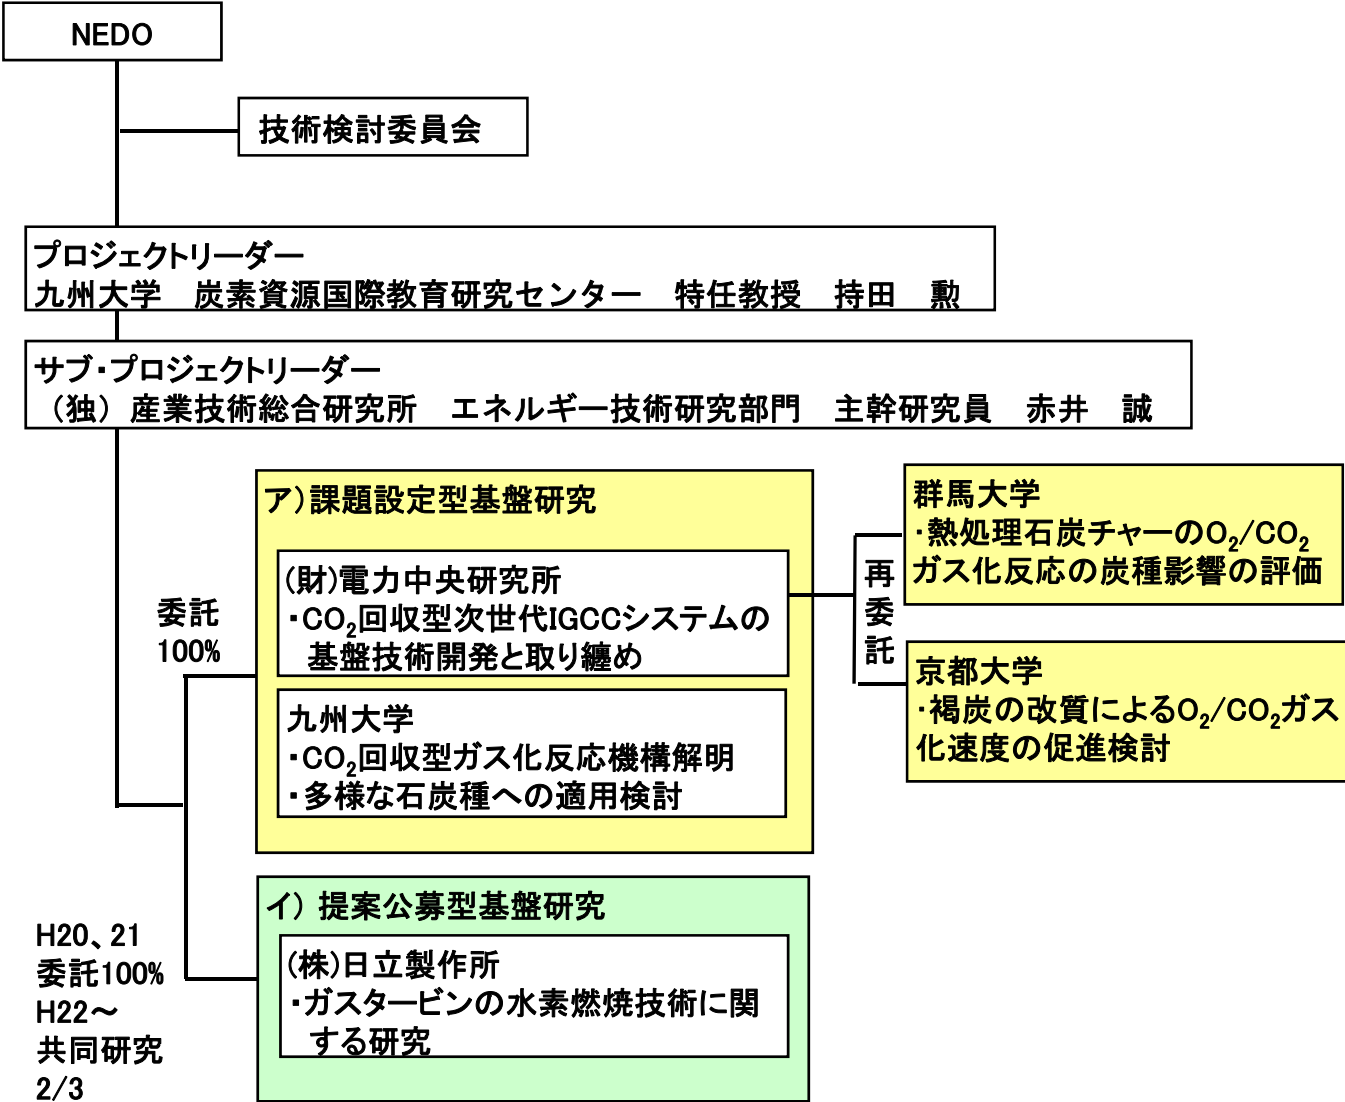 NEDO
技術検討委員会
プロジェクトリーダー
九州大学　炭素資源国際教育研究センター　特任教授　持田　勲
サブ・プロジェクトリーダー
（独）産業技術総合研究所　エネルギー技術研究部門　主幹研究員　赤井　誠
委託
100%
ア）課題設定型基盤研究
(財)電力中央研究所
・CO₂回収型次世代IGCCシステムの
基盤技術開発と取り纏め
九州大学
・CO₂回収型ガス化反応機構解明
・多様な石炭種への適用検討
再
委
託
群馬大学
・熱処理石炭チャーのO₂/CO₂
ガス化反応の炭種影響の評価
京都大学
・褐炭の改質によるO₂/CO₂ガス
化速度の促進検討
H20、21
委託100%
H22～
共同研究
2/3
イ）提案公募型基盤研究
(株)日立製作所
・ガスタービンの水素燃焼技術に関
する研究